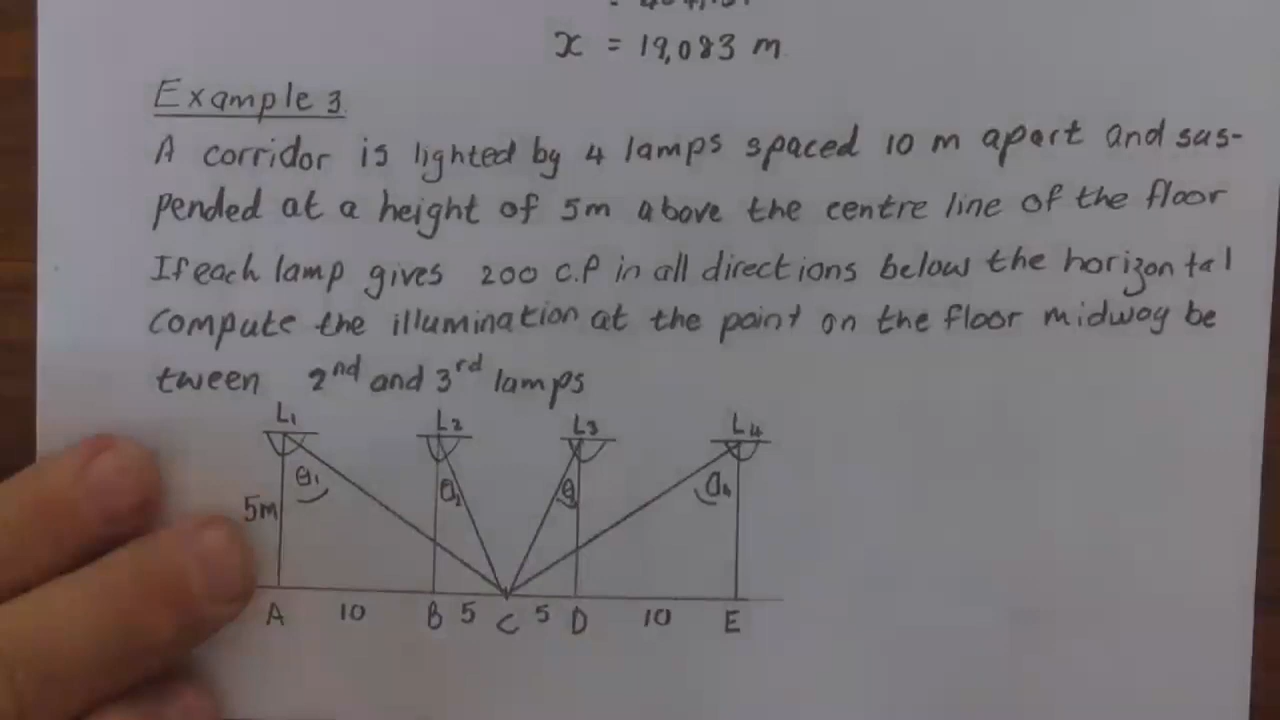 x = 19,083 m
Example 3.
A corridor is lighted by 4 lamps spaced 10 m apart and sus-
pended at a height of 5m above the centre line of the floor
If each lamp gives 200 C.P in all directions below the horizontal
Compute the illumination at the point on the floor midway be
tween 2nd and 3rd lamps
L1 L2 L3 L4
θ1 θ2 θ θ4
5m
A 10 B 5 C 5 D 10 E